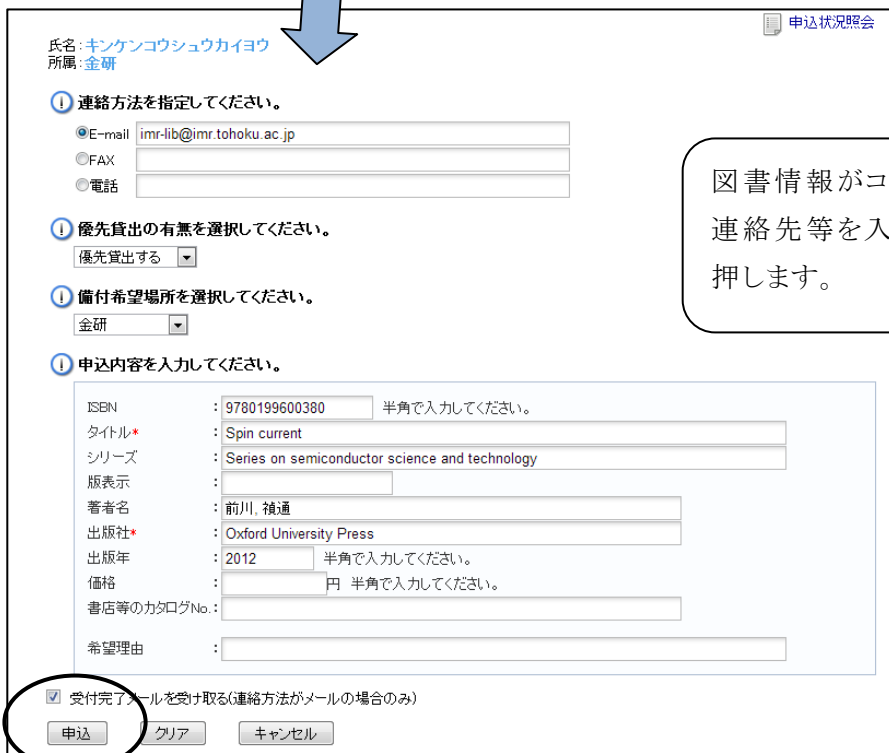 申込状況照会
氏名:キンケンコウシュウカイヨウ
所属:金研
連絡方法を指定してください。
E-mail imr-lib@imr.tohoku.ac.jp
FAX
電話
図書情報がコ
連絡先等を入
押します。
優先貸出の有無を選択してください。
優先貸出する
備付希望場所を選択してください。
金研
申込内容を入力してください。
ISBN : 9780199600380 半角で入力してください。
タイトル* : Spin current
シリーズ : Series on semiconductor science and technology
版表示 :
著者名 : 前川, 禎通
出版社* : Oxford University Press
出版年 : 2012 半角で入力してください。
価格 : 円 半角で入力してください。
書店等のカタログNo. :
希望理由 :
受付完了メールを受け取る(連絡方法がメールの場合のみ)
申込 クリア キャンセル